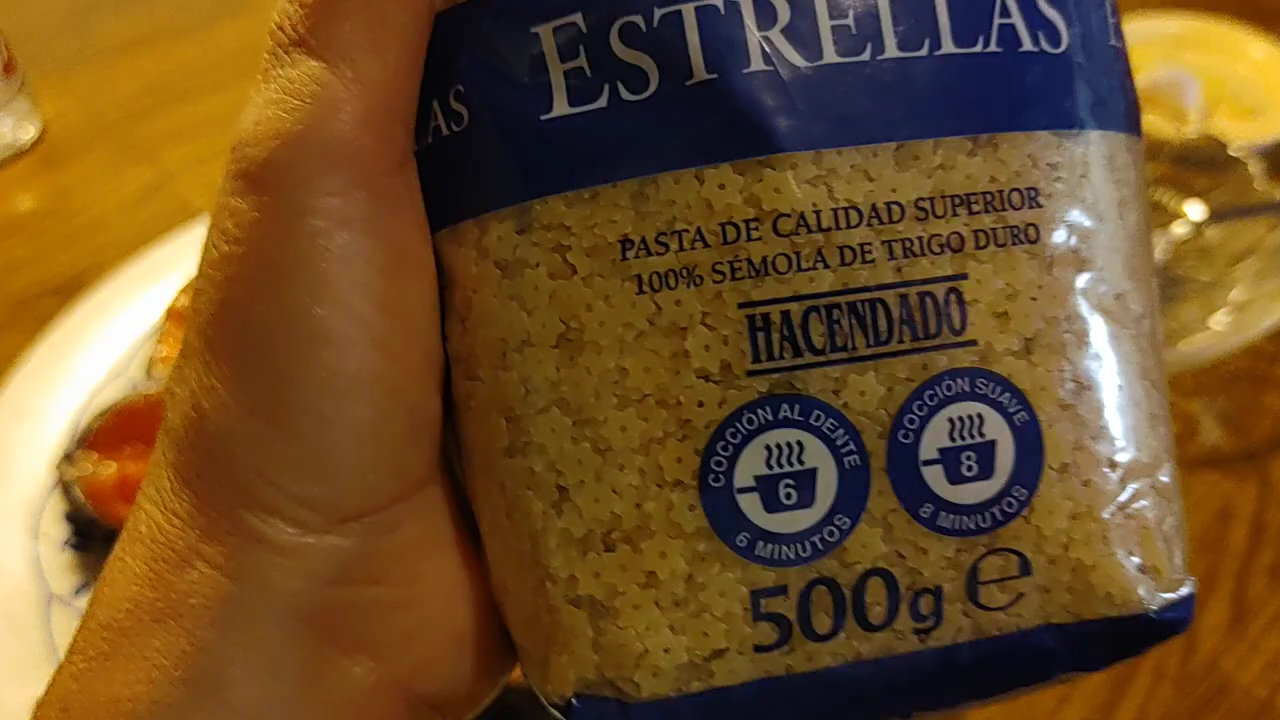 ESTRELLAS
AS
PASTA DE CALIDAD SUPERIOR
100% SÉMOLA DE TRIGO DURO
HACENDADO
COCCIÓN AL DENTE
6
6 MINUTOS
COCCIÓN SUAVE
8
8 MINUTOS
500g e